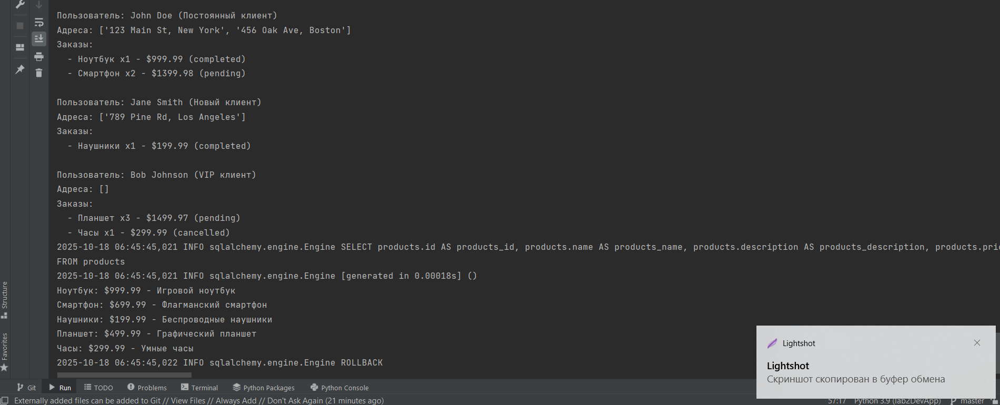 Пользователь: John Doe (Постоянный клиент)
Адреса: ['123 Main St, New York', '456 Oak Ave, Boston']
Заказы:
  - Ноутбук x1 - $999.99 (completed)
  - Смартфон x2 - $1399.98 (pending)
Пользователь: Jane Smith (Новый клиент)
Адреса: ['789 Pine Rd, Los Angeles']
Заказы:
  - Наушники x1 - $199.99 (completed)
Пользователь: Bob Johnson (VIP клиент)
Адреса: []
Заказы:
  - Планшет x3 - $1499.97 (pending)
  - Часы x1 - $299.99 (cancelled)
2025-10-18 06:45:45,021 INFO sqlalchemy.engine.Engine SELECT products.id AS products_id, products.name AS products_name, products.description AS products_description,
FROM products
2025-10-18 06:45:45,021 INFO sqlalchemy.engine.Engine [generated in 0.00018s] ()
Ноутбук: $999.99 - Игровой ноутбук
Смартфон: $699.99 - Флагманский смартфон
Наушники: $199.99 - Беспроводные наушники
Планшет: $499.99 - Графический планшет
Часы: $299.99 - Умные часы
2025-10-18 06:45:45,022 INFO sqlalchemy.engine.Engine ROLLBACK
Structure
Favorites
Lightshot
Lightshot
Скриншот скопирован в буфер обмена
Git Run TODO Problems Terminal Python Packages Python Console
Externally added files can be added to Git // View Files // Always Add // Don't Ask Again (21 minutes ago)
57:17 Python 3.9 (lab2DevApp) master